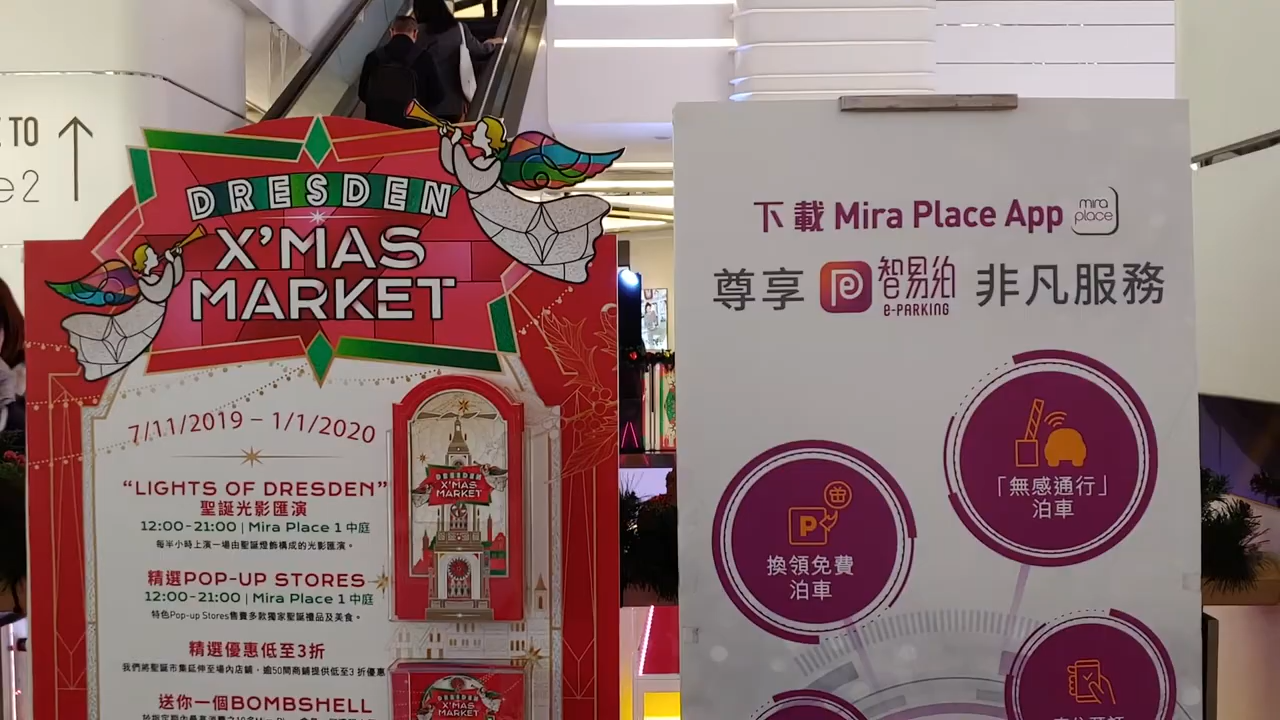 E TO
e 2
DRESDEN
X'MAS
MARKET
7/11/2019 – 1/1/2020
“LIGHTS OF DRESDEN”
聖誕光影匯演
12:00-21:00 | Mira Place 1 中庭
每半小時上演一場由聖誕燈飾構成的光影匯演。
精選POP-UP STORES
12:00-21:00 | Mira Place 1 中庭
特色Pop-up Stores售賣多款獨家聖誕禮品及美食。
精選優惠低至3折
我們將聖誕市集延伸至場內店舖，逾50間商舖提供低至3折優惠
送你一個BOMBSHELL
X'MAS
MARKET
X'MAS
MARKET
下載 Mira Place App
mira
place
尊享 智易泊 非凡服務
e-PARKING
「無感通行」
泊車
P
換領免費
泊車